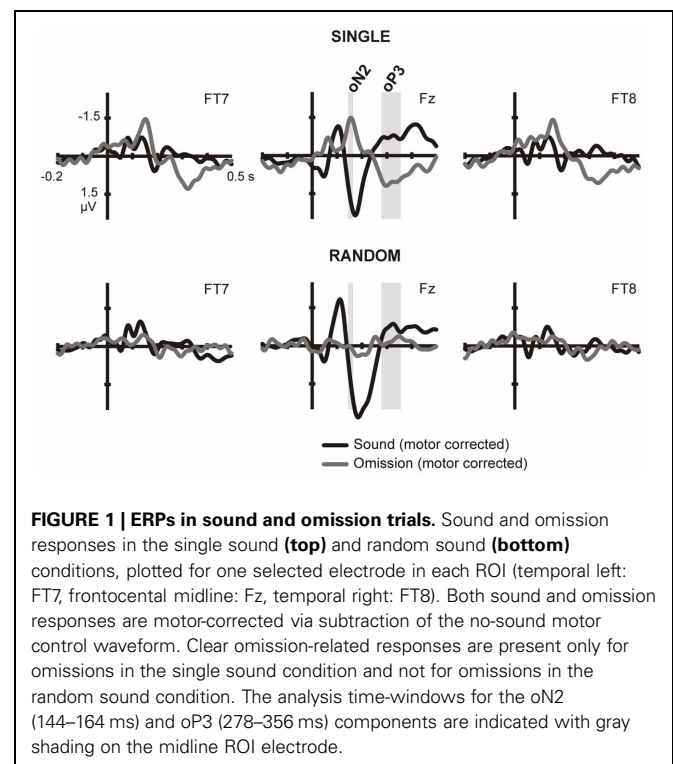 SINGLE
oN2
oP3
FT7
Fz
FT8
-1.5
-0.2
0.5 s
1.5
µV
RANDOM
FT7
Fz
FT8
Sound (motor corrected)
Omission (motor corrected)
FIGURE 1 | ERPs in sound and omission trials. Sound and omission
responses in the single sound (top) and random sound (bottom)
conditions, plotted for one selected electrode in each ROI (temporal left:
FT7, frontocental midline: Fz, temporal right: FT8). Both sound and omission
responses are motor-corrected via subtraction of the no-sound motor
control waveform. Clear omission-related responses are present only for
omissions in the single sound condition and not for omissions in the
random sound condition. The analysis time-windows for the oN2
(144–164 ms) and oP3 (278–356 ms) components are indicated with gray
shading on the midline ROI electrode.